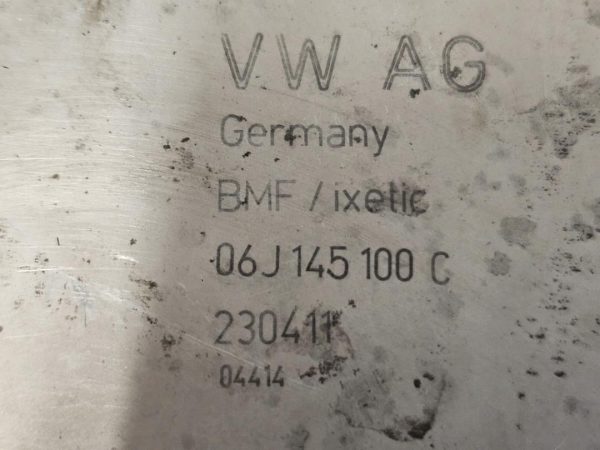 VW AG
Germany
BMF / ixetic
06J 145 100 C
230411
04414